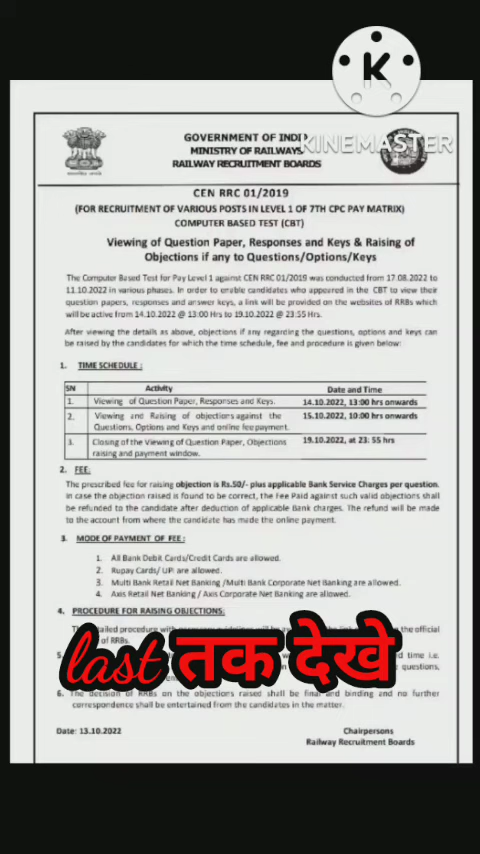 K
KINEMASTER
GOVERNMENT OF INDI
MINISTRY OF RAILWAYS
RAILWAY RECRUITMENT BOARDS
CEN RRC 01/2019
(FOR RECRUITMENT OF VARIOUS POSTS IN LEVEL 1 OF 7TH CPC PAY MATRIX)
COMPUTER BASED TEST (CBT)
Viewing of Question Paper, Responses and Keys & Raising of
Objections if any to Questions/Options/Keys
The Computer Based Test for Pay Level 1 against CEN RRC 01/2019 was conducted from 17.08.2022 to
11.10.2022 in various phases. In order to enable candidates who appeared in the CBT to view their
question papers, responses and answer keys, a link will be provided on the websites of RRBs which
will be active from 14.10.2022 @ 13:00 Hrs to 19.10.2022 @ 23:55 Hrs.
After viewing the details as above, objections if any regarding the questions, options and keys can
be raised by the candidates for which the time schedule, fee and procedure is given below:
1. TIME SCHEDULE :
SN Activity Date and Time
1. Viewing of Question Paper, Responses and Keys. 14.10.2022, 13:00 hrs onwards
2. Viewing and Raising of objections against the 15.10.2022, 10:00 hrs onwards
Questions, Options and Keys and online fee payment.
3. Closing of the Viewing of Question Paper, Objections 19.10.2022, at 23: 55 hrs
raising and payment window.
2. FEE:
The prescribed fee for raising objection is Rs.50/- plus applicable Bank Service Charges per question.
In case the objection raised is found to be correct, the Fee Paid against such valid objections shall
be refunded to the candidate after deduction of applicable Bank charges. The refund will be made
to the account from where the candidate has made the online payment.
3. MODE OF PAYMENT OF FEE :
1. All Bank Debit Cards/Credit Cards are allowed.
2. Rupay Cards/ UPI are allowed.
3. Multi Bank Retail Net Banking /Multi Bank Corporate Net Banking are allowed.
4. Axis Retail Net Banking / Axis Corporate Net Banking are allowed.
4. PROCEDURE FOR RAISING OBJECTIONS:
the official
of RRBs.
last तक देखे
5. time i.e.
questions,
6. The decision of RRBs on the objections raised shall be final and binding and no further
correspondence shall be entertained from the candidates in the matter.
Date: 13.10.2022 Chairpersons
Railway Recruitment Boards